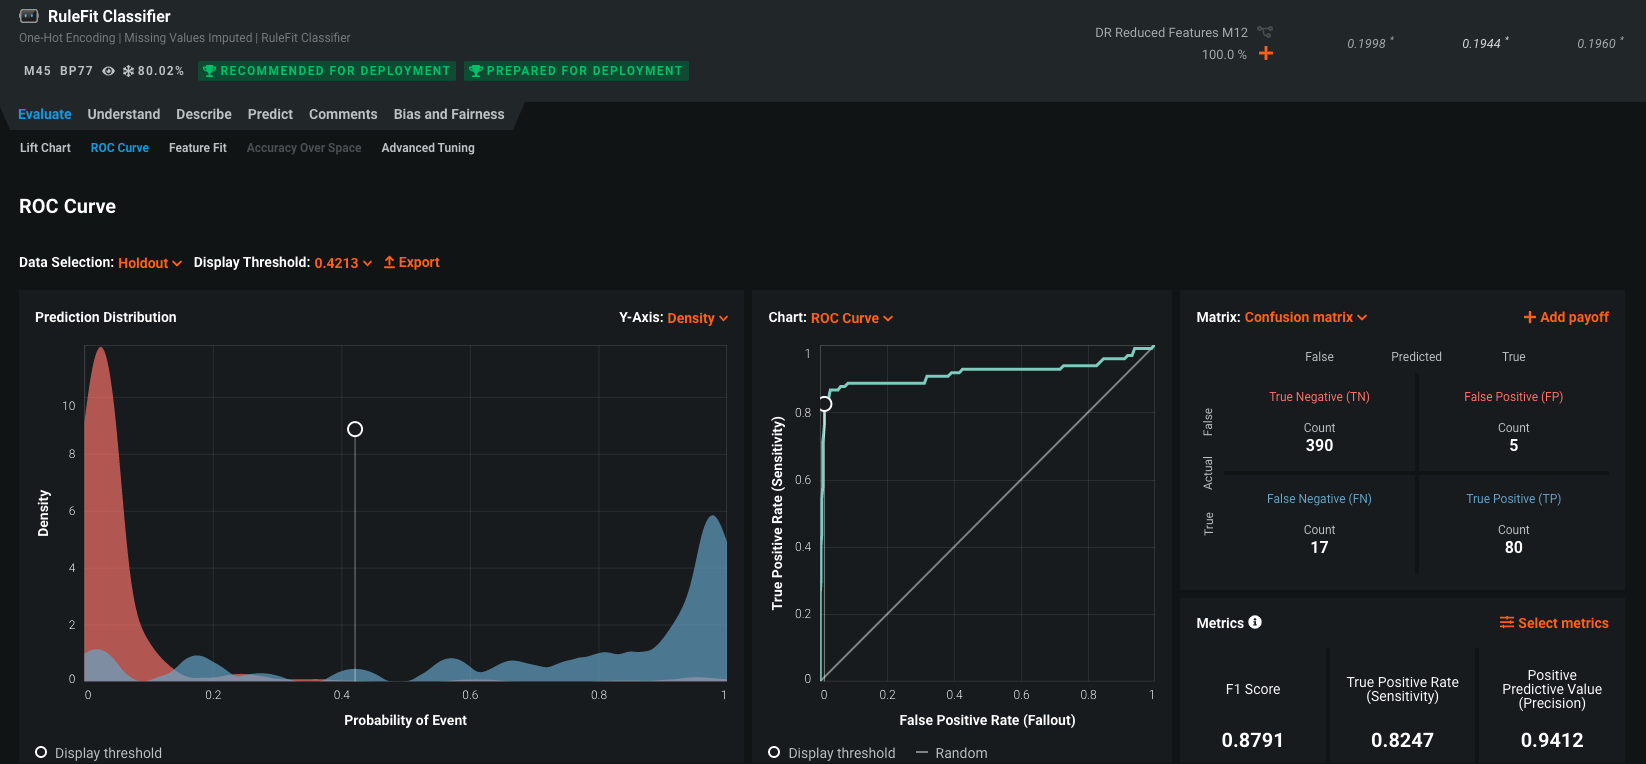 RuleFit Classifier
One-Hot Encoding | Missing Values Imputed | RuleFit Classifier
DR Reduced Features M12
100.0 %
0.1998 *
0.1944 *
0.1960 *
M45 BP77 80.02% RECOMMENDED FOR DEPLOYMENT PREPARED FOR DEPLOYMENT
Evaluate Understand Describe Predict Comments Bias and Fairness
Lift Chart ROC Curve Feature Fit Accuracy Over Space Advanced Tuning
ROC Curve
Data Selection: Holdout Display Threshold: 0.4213 Export
Prediction Distribution
Y-Axis: Density
10
8
6
4
2
0
Density
0 0.2 0.4 0.6 0.8 1
Probability of Event
Display threshold
Chart: ROC Curve
1
0.8
0.6
0.4
0.2
0
True Positive Rate (Sensitivity)
0 0.2 0.4 0.6 0.8 1
False Positive Rate (Fallout)
Display threshold — Random
Matrix: Confusion matrix + Add payoff
False Predicted True
Actual
False
True Negative (TN)
Count
390
False Positive (FP)
Count
5
True
False Negative (FN)
Count
17
True Positive (TP)
Count
80
Metrics Select metrics
F1 Score
0.8791
True Positive Rate
(Sensitivity)
0.8247
Positive
Predictive Value
(Precision)
0.9412